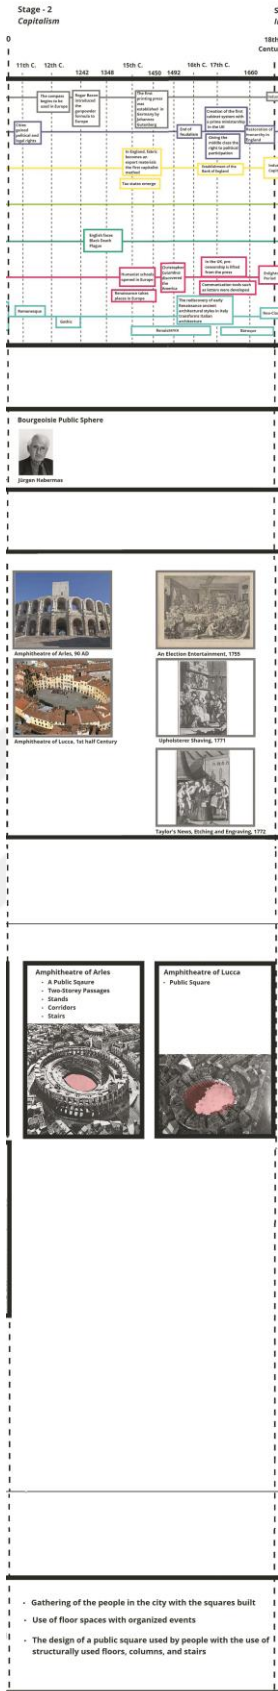 Stage - 2
Capitalism
S
0
18th
Centu
11th C.
12th C.
1242
1348
15th C.
1450
1492
16th C.
17th C.
1660
The compass
begins to be
used in Europe
Roger Bacon
introduced
the
gunpowder
formula to
Europe
The first
printing press
was
established in
Germany by
Johannes
Gutenberg
Cities
gained
political and
legal rights
End of
Feudalism
Creation of the first
cabinet system with
a prime ministership
in the UK
Giving the
middle class the
right to political
participation
Restoration of
monarchy in
England
In England, fabric
becomes an
export material:
the first capitalist
method
Establishment of the
Bank of England
Tax states emerge
English Sees
Black Death
Plague
Humanist schools
opened in Europe
Renaissance takes
places in Europe
Christopher
Columbus
discovered
the
America
In the UK, pre-
censorship is lifted
from the press
Communication tools such
as letters were developed
Romanesque
Gothic
The rediscovery of early
Renaissance ancient
architectural styles in Italy
transforms Italian
architecture
Renaissance
Baroque
Bourgeoisie Public Sphere
Jürgen Habermas
Amphitheatre of Arles, 90 AD
An Election Entertainment, 1755
Amphitheatre of Lucca, 1st half Century
Upholsterer Shaving, 1771
Taylor's News, Etching and Engraving, 1772
Amphitheatre of Arles
- A Public Sqaure
- Two-Storey Passages
- Stands
- Corridors
- Stairs
Amphitheatre of Lucca
- Public Square
- Gathering of the people in the city with the squares built
- Use of floor spaces with organized events
- The design of a public square used by people with the use of
structurally used floors, columns, and stairs